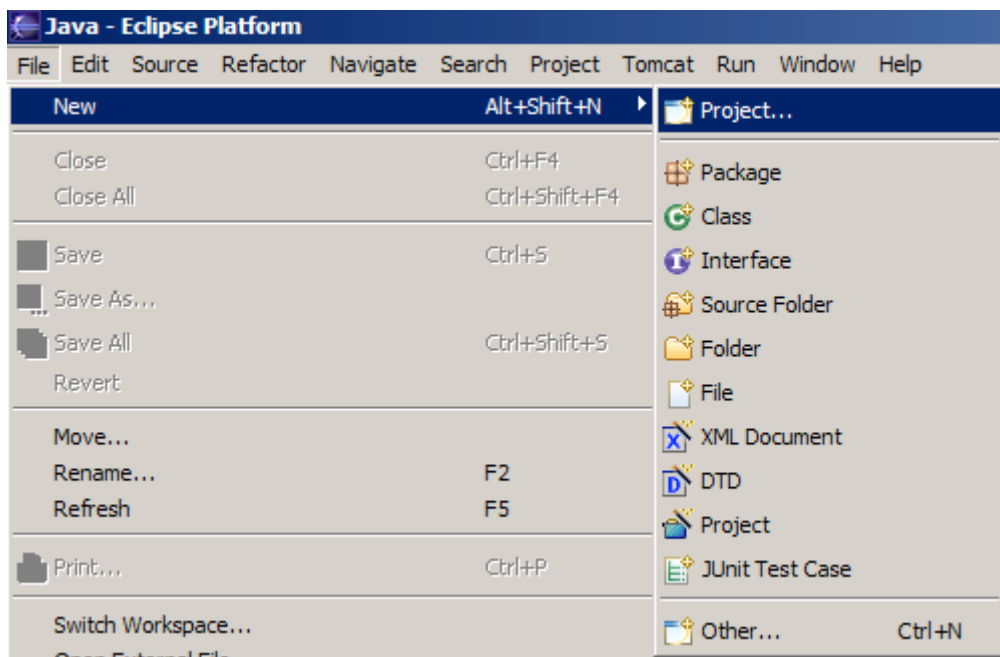 Java - Eclipse Platform
File Edit Source Refactor Navigate Search Project Tomcat Run Window Help
New Alt+Shift+N
Close Ctrl+F4
Close All Ctrl+Shift+F4
Save Ctrl+S
Save As...
Save All Ctrl+Shift+S
Revert
Move...
Rename... F2
Refresh F5
Print... Ctrl+P
Switch Workspace...
Open External File
Project...
Package
Class
Interface
Source Folder
Folder
File
XML Document
DTD
Project
JUnit Test Case
Other... Ctrl+N